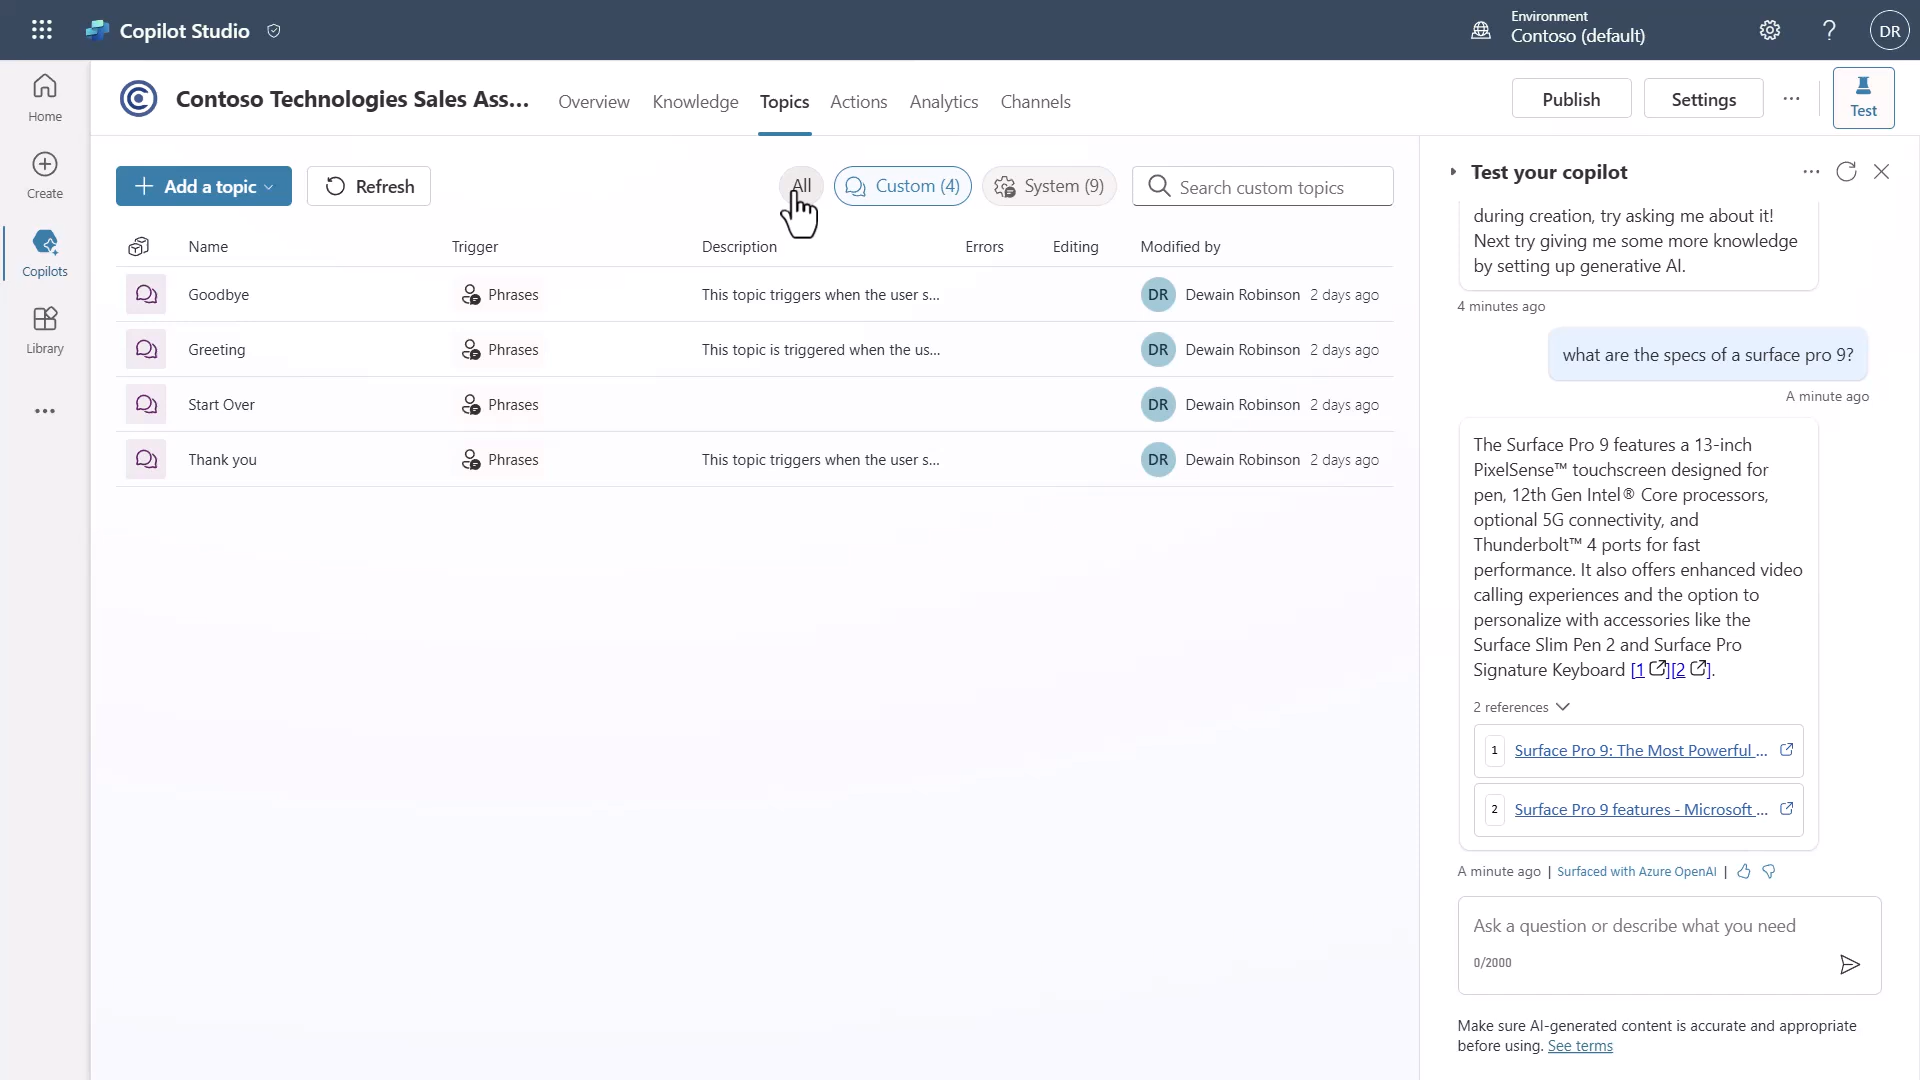 Copilot Studio
Environment
Contoso (default)
DR
Home
Create
Copilots
Library
Contoso Technologies Sales Ass...
Overview
Knowledge
Topics
Actions
Analytics
Channels
Publish
Settings
Test
Add a topic
Refresh
All
Custom (4)
System (9)
Search custom topics
Name Trigger Description Errors Editing Modified by
Goodbye Phrases This topic triggers when the user s... DR Dewain Robinson 2 days ago
Greeting Phrases This topic is triggered when the us... DR Dewain Robinson 2 days ago
Start Over Phrases DR Dewain Robinson 2 days ago
Thank you Phrases This topic triggers when the user s... DR Dewain Robinson 2 days ago
Test your copilot
during creation, try asking me about it!
Next try giving me some more knowledge
by setting up generative AI.
4 minutes ago
what are the specs of a surface pro 9?
A minute ago
The Surface Pro 9 features a 13-inch
PixelSense™ touchscreen designed for
pen, 12th Gen Intel® Core processors,
optional 5G connectivity, and
Thunderbolt™ 4 ports for fast
performance. It also offers enhanced video
calling experiences and the option to
personalize with accessories like the
Surface Slim Pen 2 and Surface Pro
Signature Keyboard [1][2].
2 references
1 Surface Pro 9: The Most Powerful ...
2 Surface Pro 9 features - Microsoft ...
A minute ago | Surfaced with Azure OpenAI |
Ask a question or describe what you need
0/2000
Make sure AI-generated content is accurate and appropriate
before using. See terms